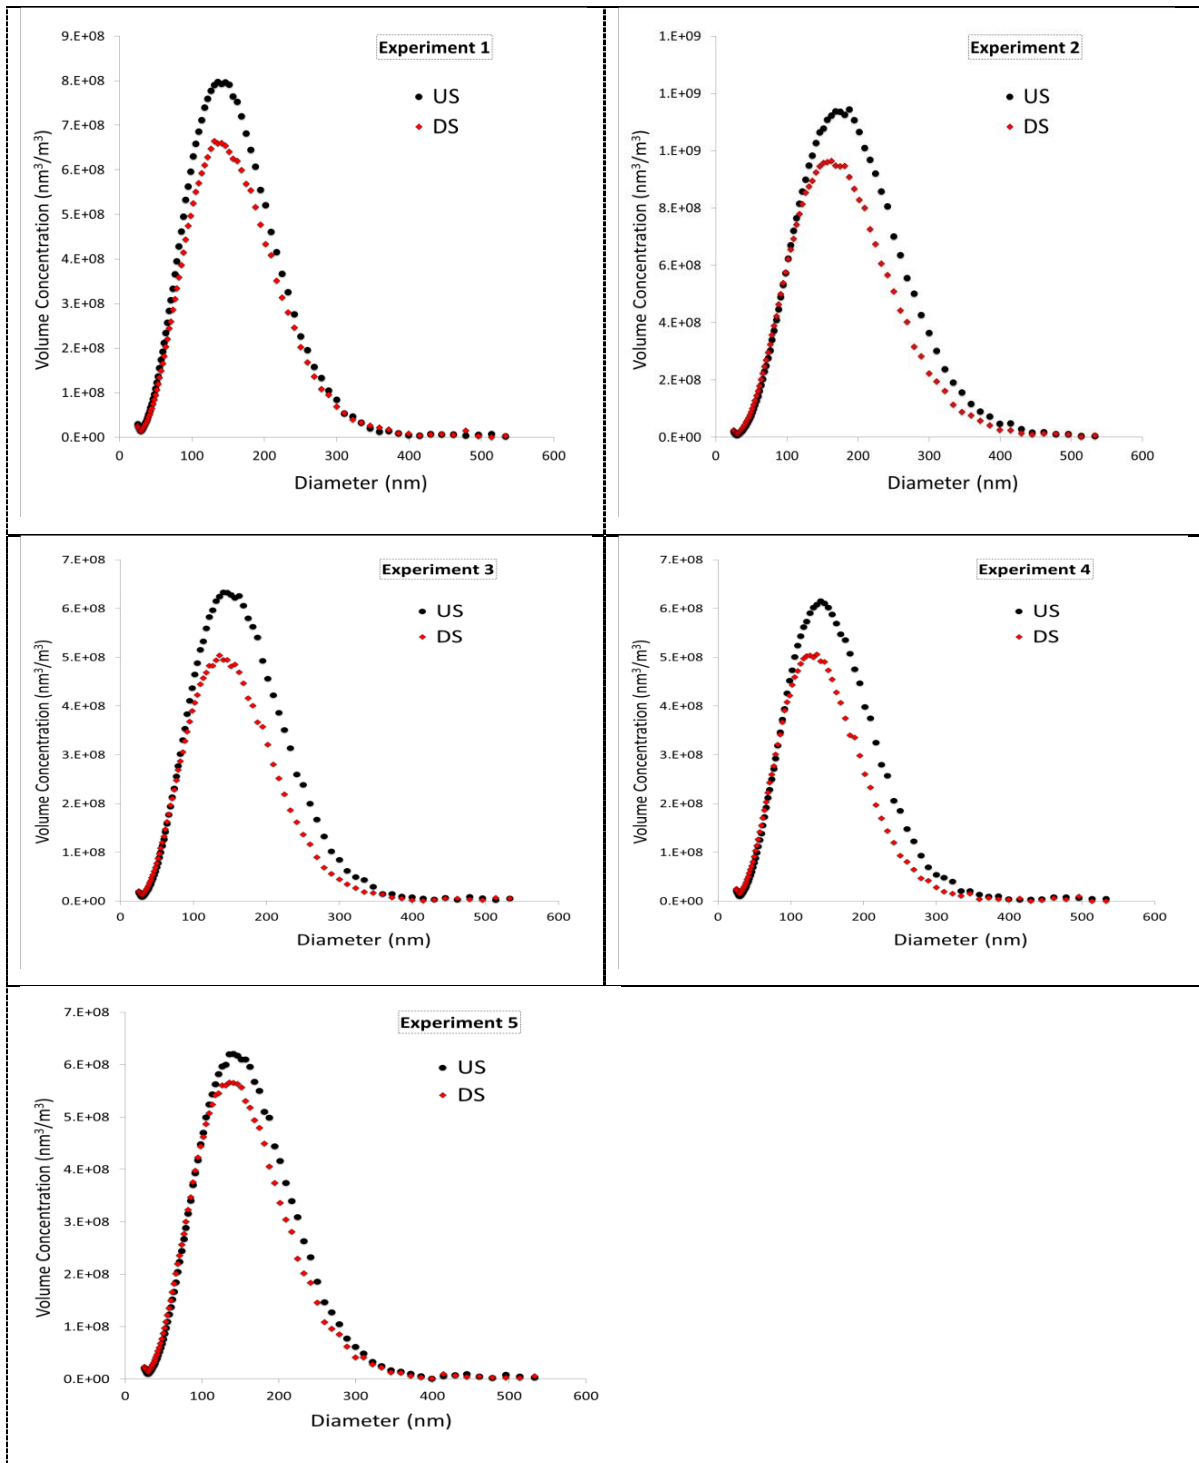 Experiment 1
US
DS
Volume Concentration (nm³/m³)
9.E+08
8.E+08
7.E+08
6.E+08
5.E+08
4.E+08
3.E+08
2.E+08
1.E+08
0.E+00
0 100 200 300 400 500 600
Diameter (nm)
Experiment 2
US
DS
Volume Concentration (nm³/m³)
1.E+09
1.E+09
1.E+09
8.E+08
6.E+08
4.E+08
2.E+08
0.E+00
0 100 200 300 400 500 600
Diameter (nm)
Experiment 3
US
DS
Volume Concentration (nm³/m³)
7.E+08
6.E+08
5.E+08
4.E+08
3.E+08
2.E+08
1.E+08
0.E+00
0 100 200 300 400 500 600
Diameter (nm)
Experiment 4
US
DS
Volume Concentration (nm³/m³)
7.E+08
6.E+08
5.E+08
4.E+08
3.E+08
2.E+08
1.E+08
0.E+00
0 100 200 300 400 500 600
Diameter (nm)
Experiment 5
US
DS
Volume Concentration (nm³/m³)
7.E+08
6.E+08
5.E+08
4.E+08
3.E+08
2.E+08
1.E+08
0.E+00
0 100 200 300 400 500 600
Diameter (nm)